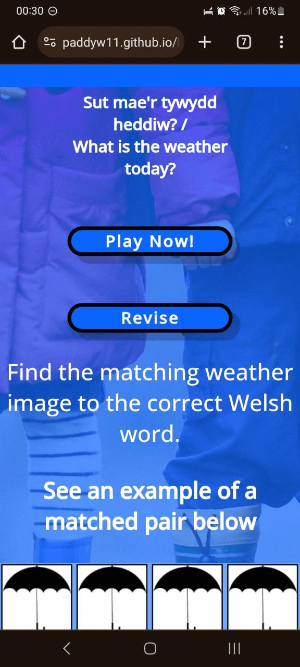 00:30 16%
paddyw11.github.io/ 7
Sut mae'r tywydd
heddiw? /
What is the weather
today?
Play Now!
Revise
Find the matching weather
image to the correct Welsh
word.
See an example of a
matched pair below